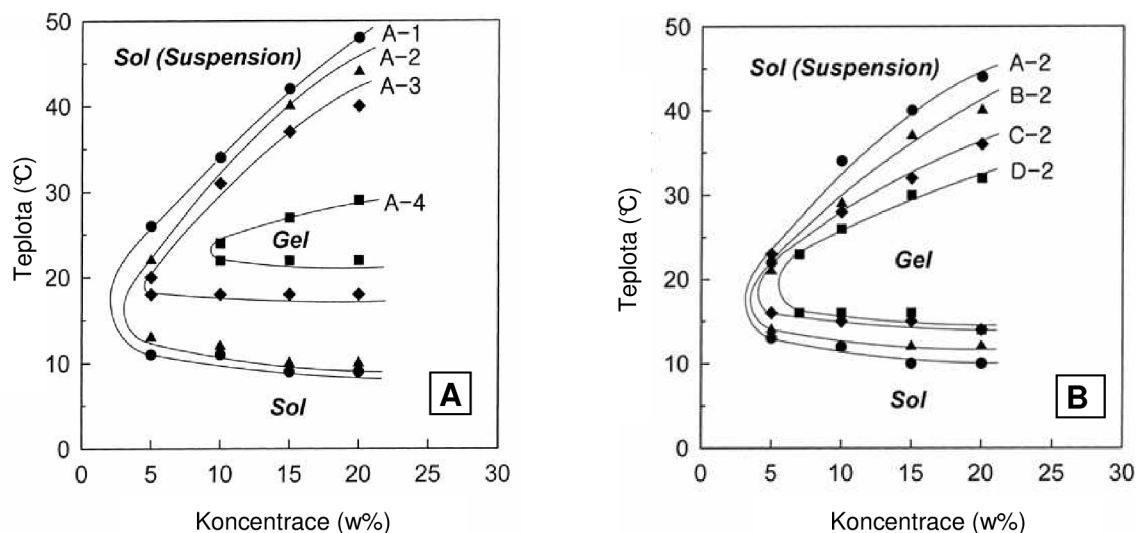 50
40
30
20
10
0
Teplota (°C)
Sol (Suspension)
A-1
A-2
A-3
A-4
Gel
Sol
A
0 5 10 15 20 25 30
Koncentrace (w%)
50
40
30
20
10
0
Teplota (°C)
Sol (Suspension)
A-2
B-2
C-2
D-2
Gel
Sol
B
0 5 10 15 20 25 30
Koncentrace (w%)